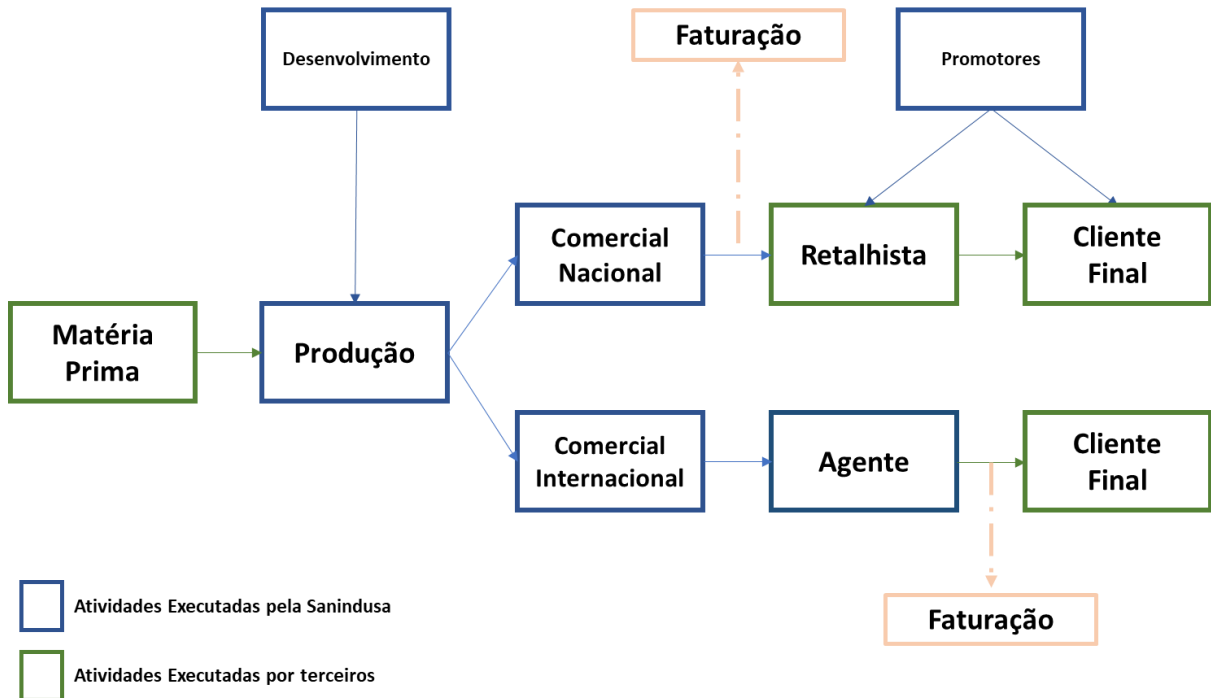 Desenvolvimento
Faturação
Promotores
Comercial
Nacional
Retalhista
Cliente
Final
Matéria
Prima
Produção
Comercial
Internacional
Agente
Cliente
Final
Faturação
Atividades Executadas pela Sanindusa
Atividades Executadas por terceiros